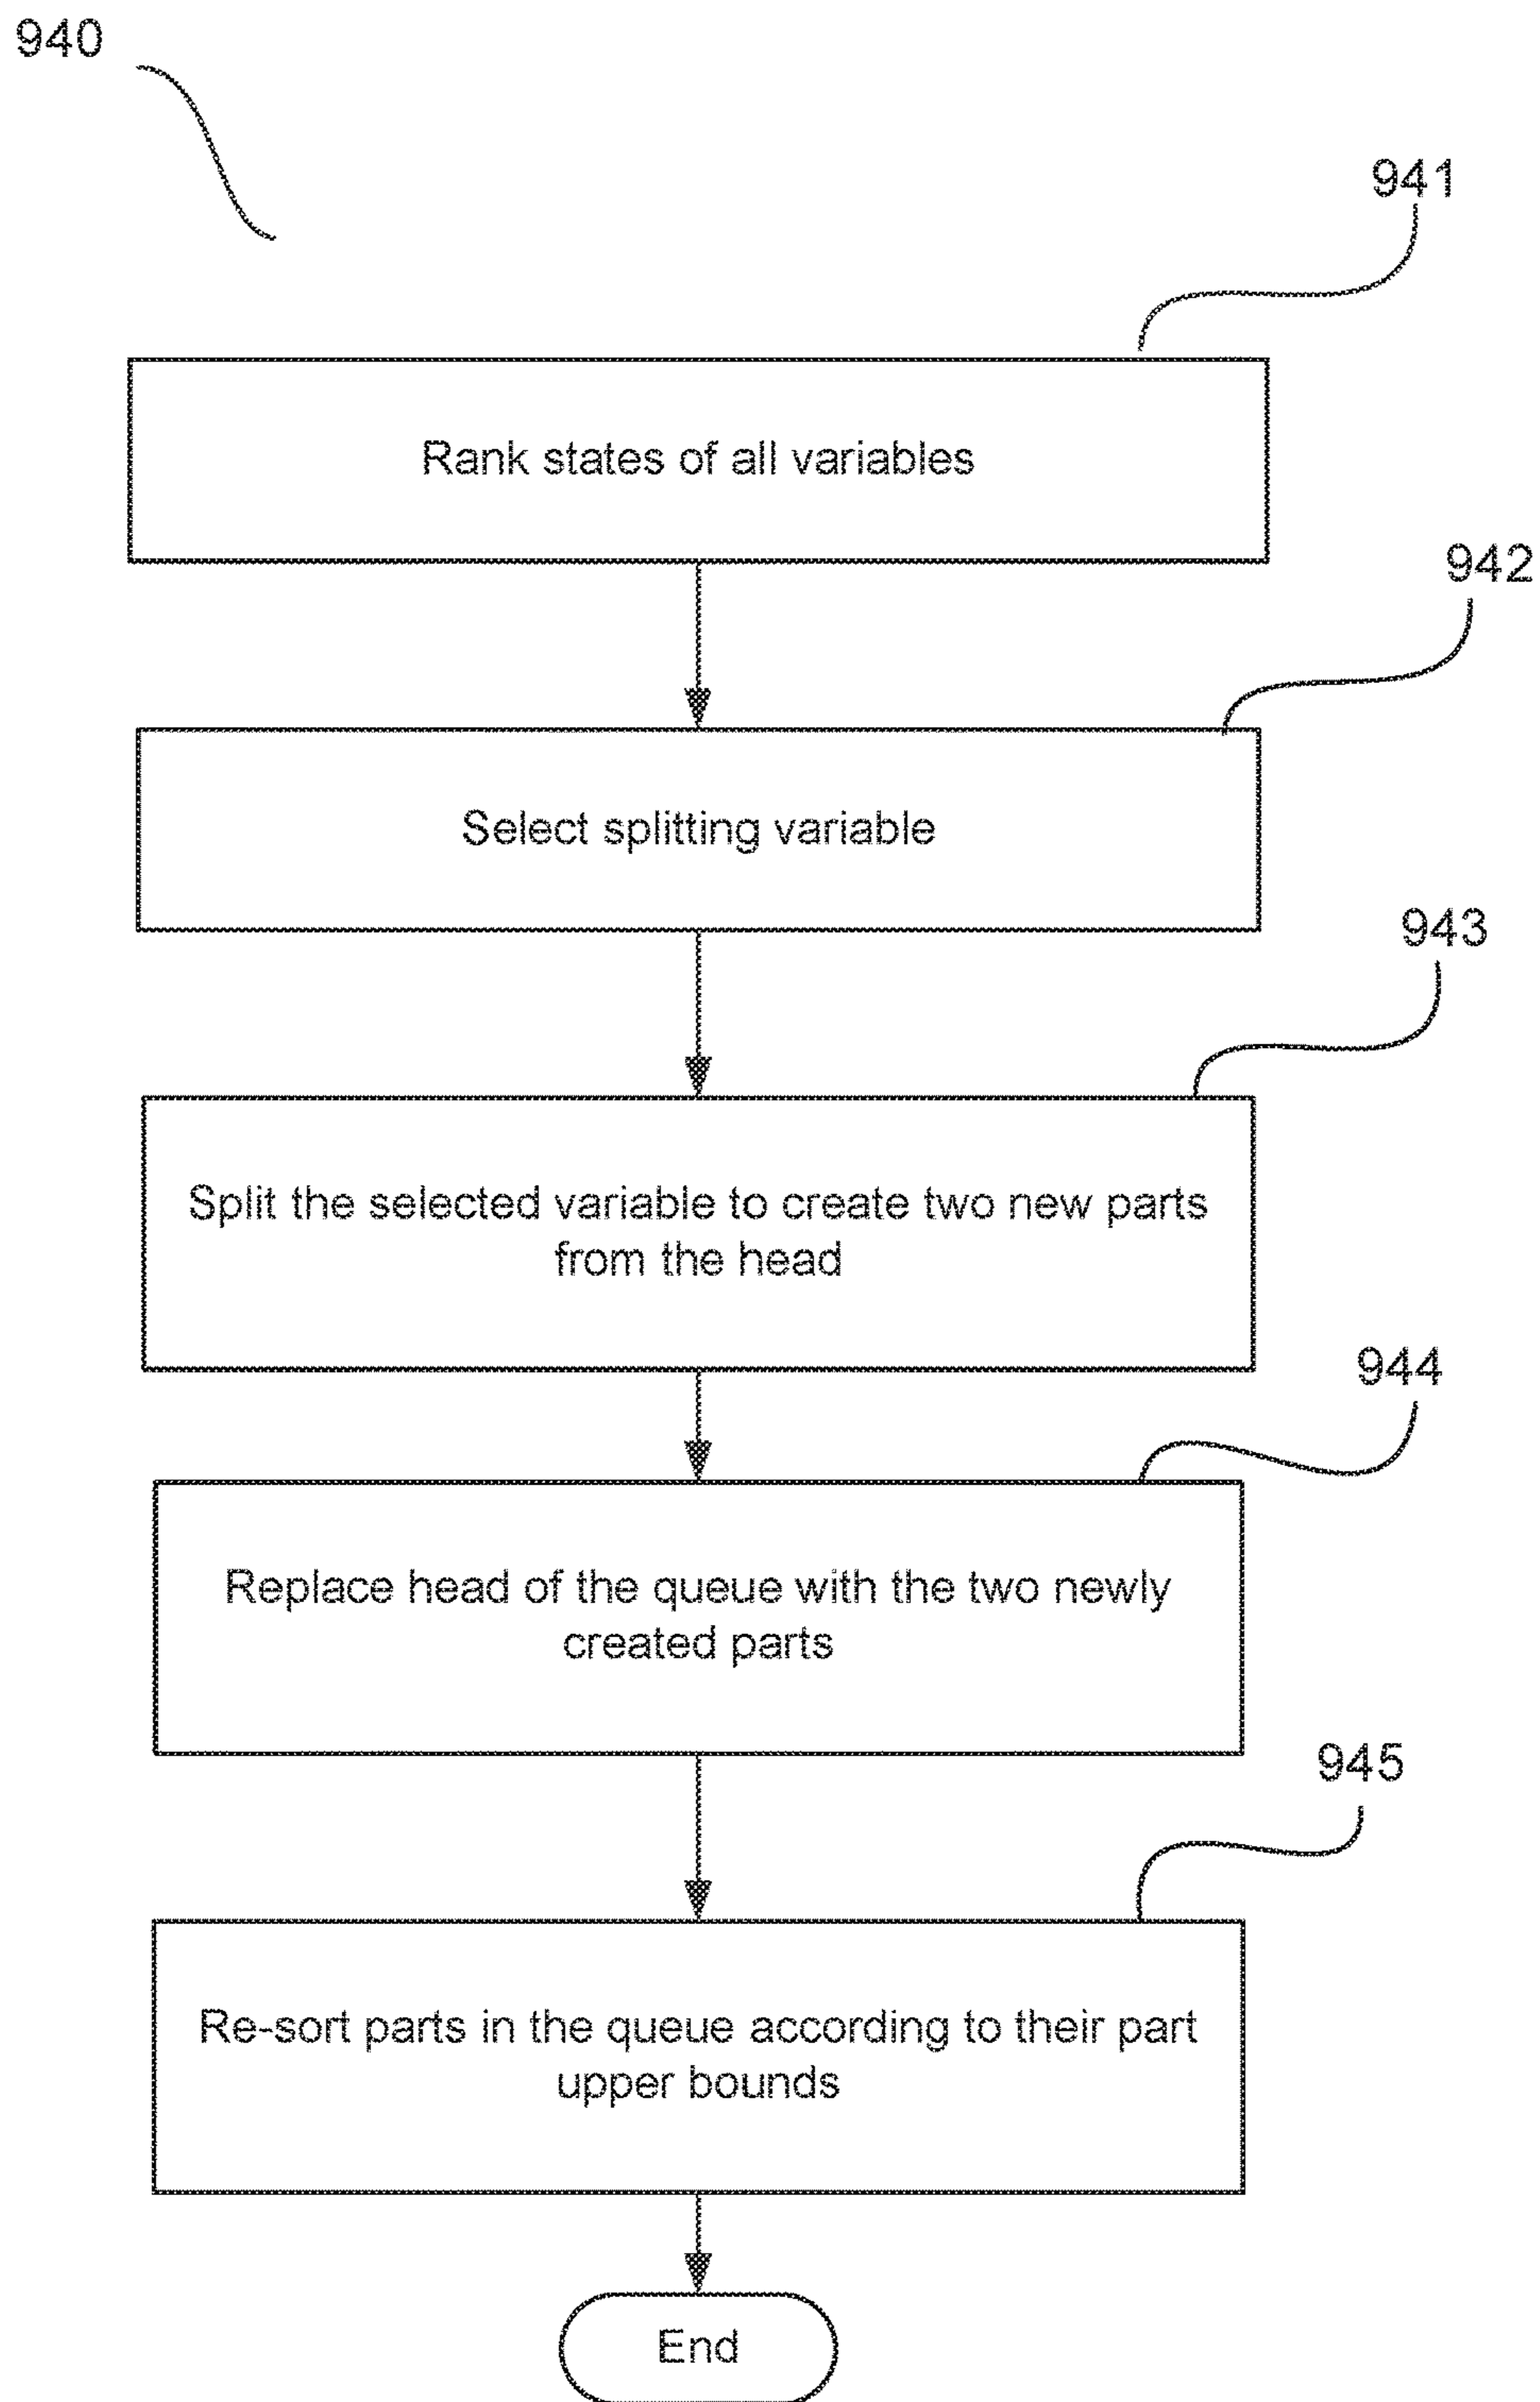 940
941
Rank states of all variables
942
Select splitting variable
943
Split the selected variable to create two new parts
from the head
944
Replace head of the queue with the two newly
created parts
945
Re-sort parts in the queue according to their part
upper bounds
End